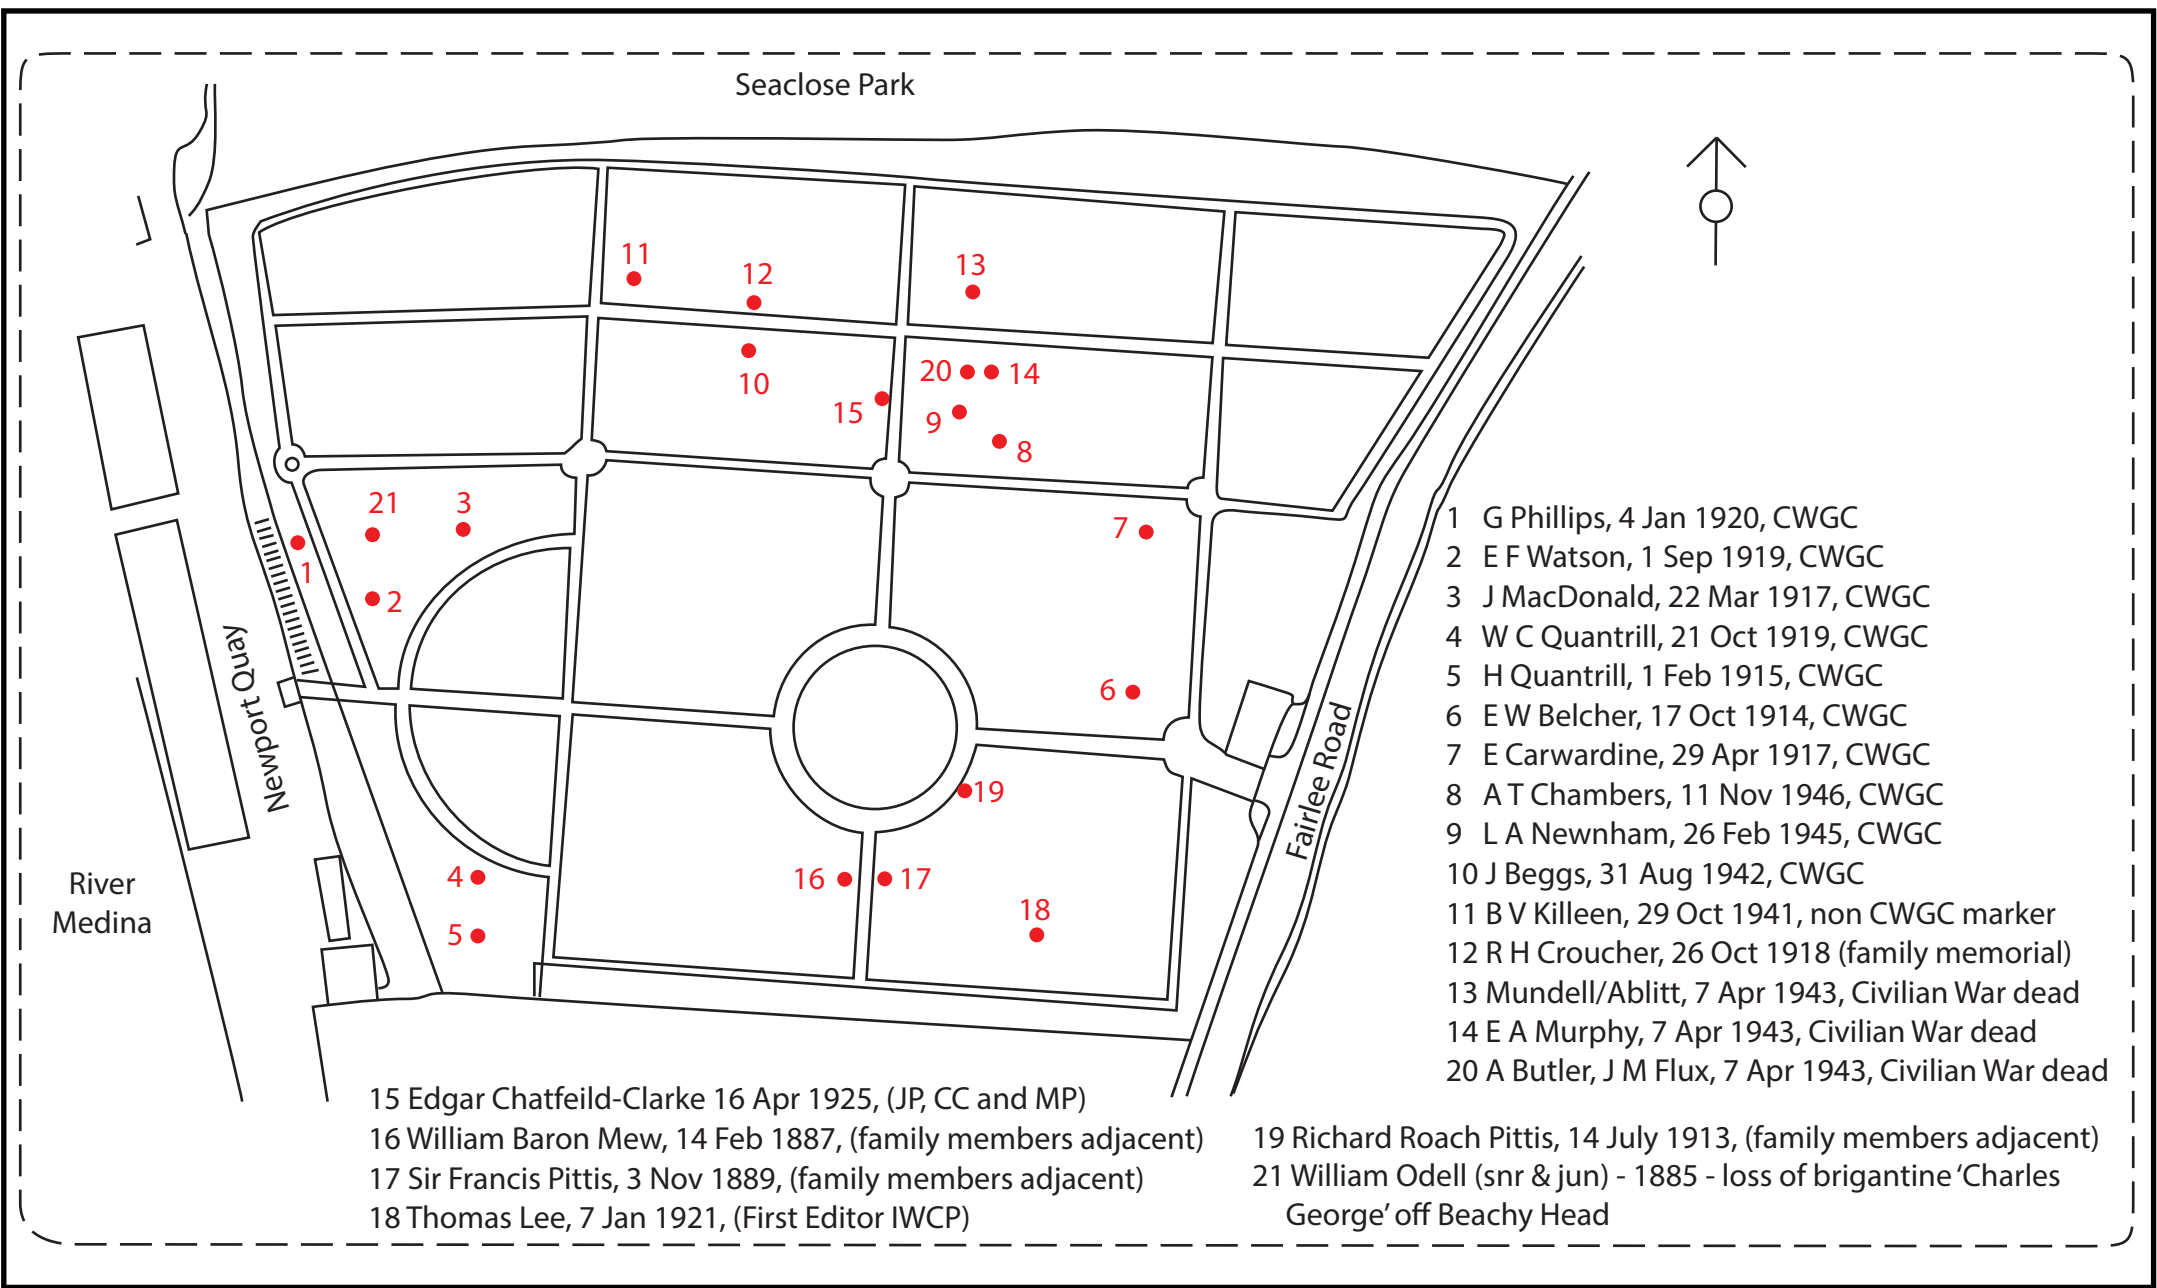 Seaclose Park
11
12
13
10
20
14
15
9
8
21
3
7
1
2
6
19
4
16
17
18
5
Newport Quay
Fairlee Road
River
Medina
1 G Phillips, 4 Jan 1920, CWGC
2 E F Watson, 1 Sep 1919, CWGC
3 J MacDonald, 22 Mar 1917, CWGC
4 W C Quantrill, 21 Oct 1919, CWGC
5 H Quantrill, 1 Feb 1915, CWGC
6 E W Belcher, 17 Oct 1914, CWGC
7 E Carwardine, 29 Apr 1917, CWGC
8 A T Chambers, 11 Nov 1946, CWGC
9 L A Newnham, 26 Feb 1945, CWGC
10 J Beggs, 31 Aug 1942, CWGC
11 B V Killeen, 29 Oct 1941, non CWGC marker
12 R H Croucher, 26 Oct 1918 (family memorial)
13 Mundell/Ablitt, 7 Apr 1943, Civilian War dead
14 E A Murphy, 7 Apr 1943, Civilian War dead
20 A Butler, J M Flux, 7 Apr 1943, Civilian War dead
15 Edgar Chatfeild-Clarke 16 Apr 1925, (JP, CC and MP)
16 William Baron Mew, 14 Feb 1887, (family members adjacent)
17 Sir Francis Pittis, 3 Nov 1889, (family members adjacent)
18 Thomas Lee, 7 Jan 1921, (First Editor IWCP)
19 Richard Roach Pittis, 14 July 1913, (family members adjacent)
21 William Odell (snr & jun) - 1885 - loss of brigantine ‘Charles
George’ off Beachy Head